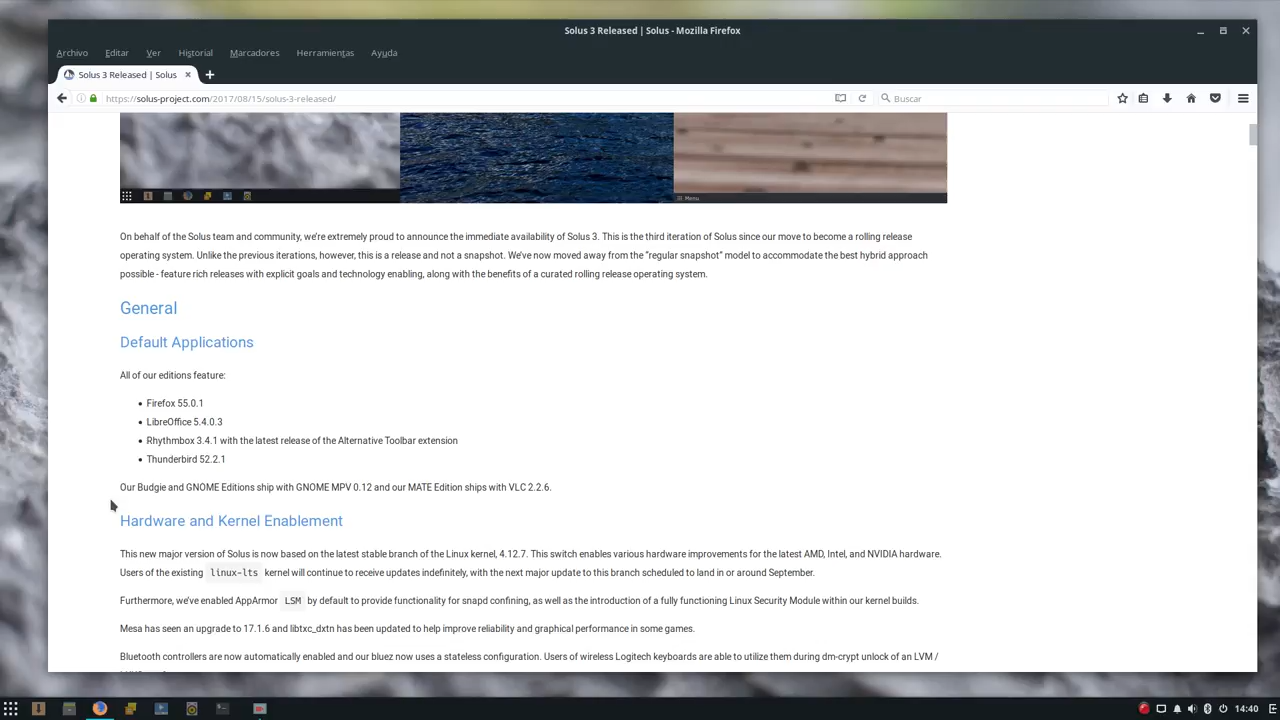 Solus 3 Released | Solus - Mozilla Firefox
Archivo Editar Ver Historial Marcadores Herramientas Ayuda
Solus 3 Released | Solus
https://solus-project.com/2017/08/15/solus-3-released/ Buscar
Menu
On behalf of the Solus team and community, we're extremely proud to announce the immediate availability of Solus 3. This is the third iteration of Solus since our move to become a rolling release
operating system. Unlike the previous iterations, however, this is a release and not a snapshot. We've now moved away from the "regular snapshot" model to accommodate the best hybrid approach
possible - feature rich releases with explicit goals and technology enabling, along with the benefits of a curated rolling release operating system.
General
Default Applications
All of our editions feature:
• Firefox 55.0.1
• LibreOffice 5.4.0.3
• Rhythmbox 3.4.1 with the latest release of the Alternative Toolbar extension
• Thunderbird 52.2.1
Our Budgie and GNOME Editions ship with GNOME MPV 0.12 and our MATE Edition ships with VLC 2.2.6.
Hardware and Kernel Enablement
This new major version of Solus is now based on the latest stable branch of the Linux kernel, 4.12.7. This switch enables various hardware improvements for the latest AMD, Intel, and NVIDIA hardware.
Users of the existing linux-lts kernel will continue to receive updates indefinitely, with the next major update to this branch scheduled to land in or around September.
Furthermore, we've enabled AppArmor LSM by default to provide functionality for snapd confining, as well as the introduction of a fully functioning Linux Security Module within our kernel builds.
Mesa has seen an upgrade to 17.1.6 and libtxc_dxtn has been updated to help improve reliability and graphical performance in some games.
Bluetooth controllers are now automatically enabled and our bluez now uses a stateless configuration. Users of wireless Logitech keyboards are able to utilize them during dm-crypt unlock of an LVM /
14:40